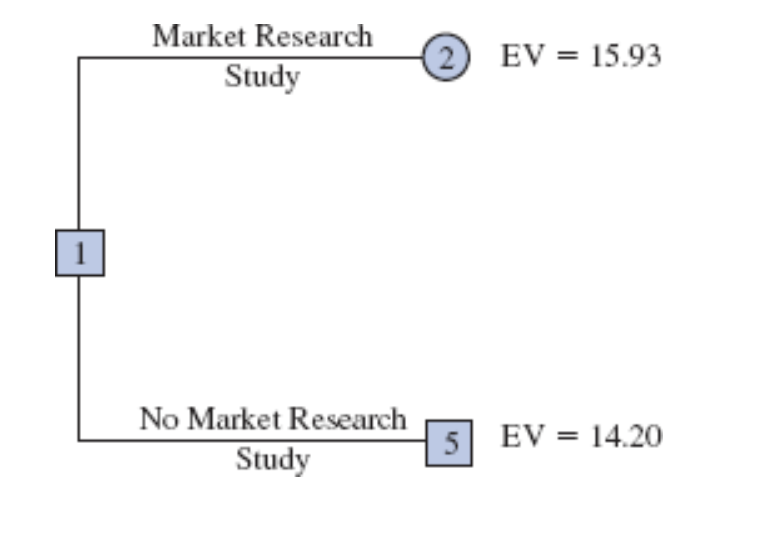 Market Research
Study
2
EV = 15.93
1
No Market Research
Study
5
EV = 14.20